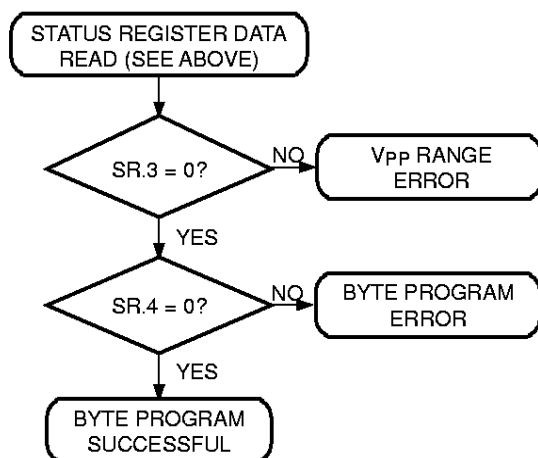 STATUS REGISTER DATA
READ (SEE ABOVE)
SR.3 = 0?
NO
VPP RANGE
ERROR
YES
SR.4 = 0?
NO
BYTE PROGRAM
ERROR
YES
BYTE PROGRAM
SUCCESSFUL